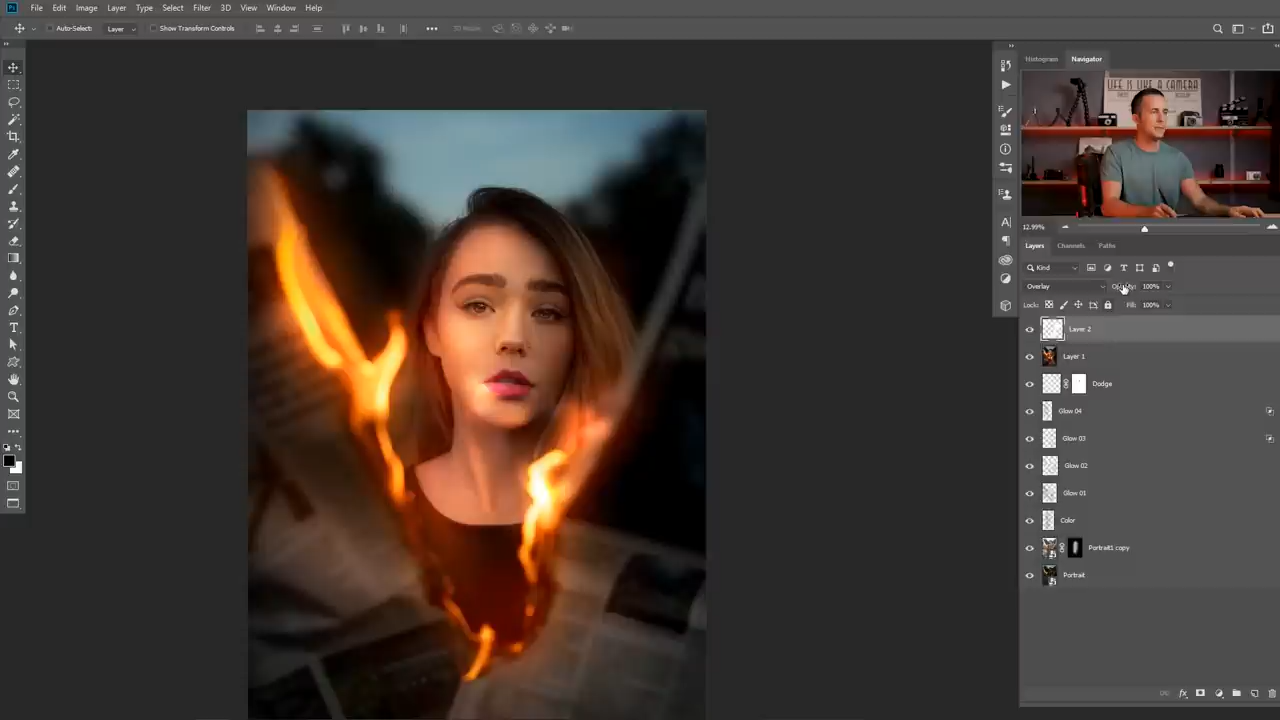 Ps File Edit Image Layer Type Select Filter 3D View Window Help
Auto-Select: Layer Show Transform Controls
Histogram Navigator
LIFE IS LIKE A CAMERA
12.99%
Layers Channels Paths
Kind
Overlay 100%
Lock: Fill: 100%
Layer 2
Layer 1
Dodge
Glow 04
Glow 03
Glow 02
Glow 01
Color
Portrait1 copy
Portrait